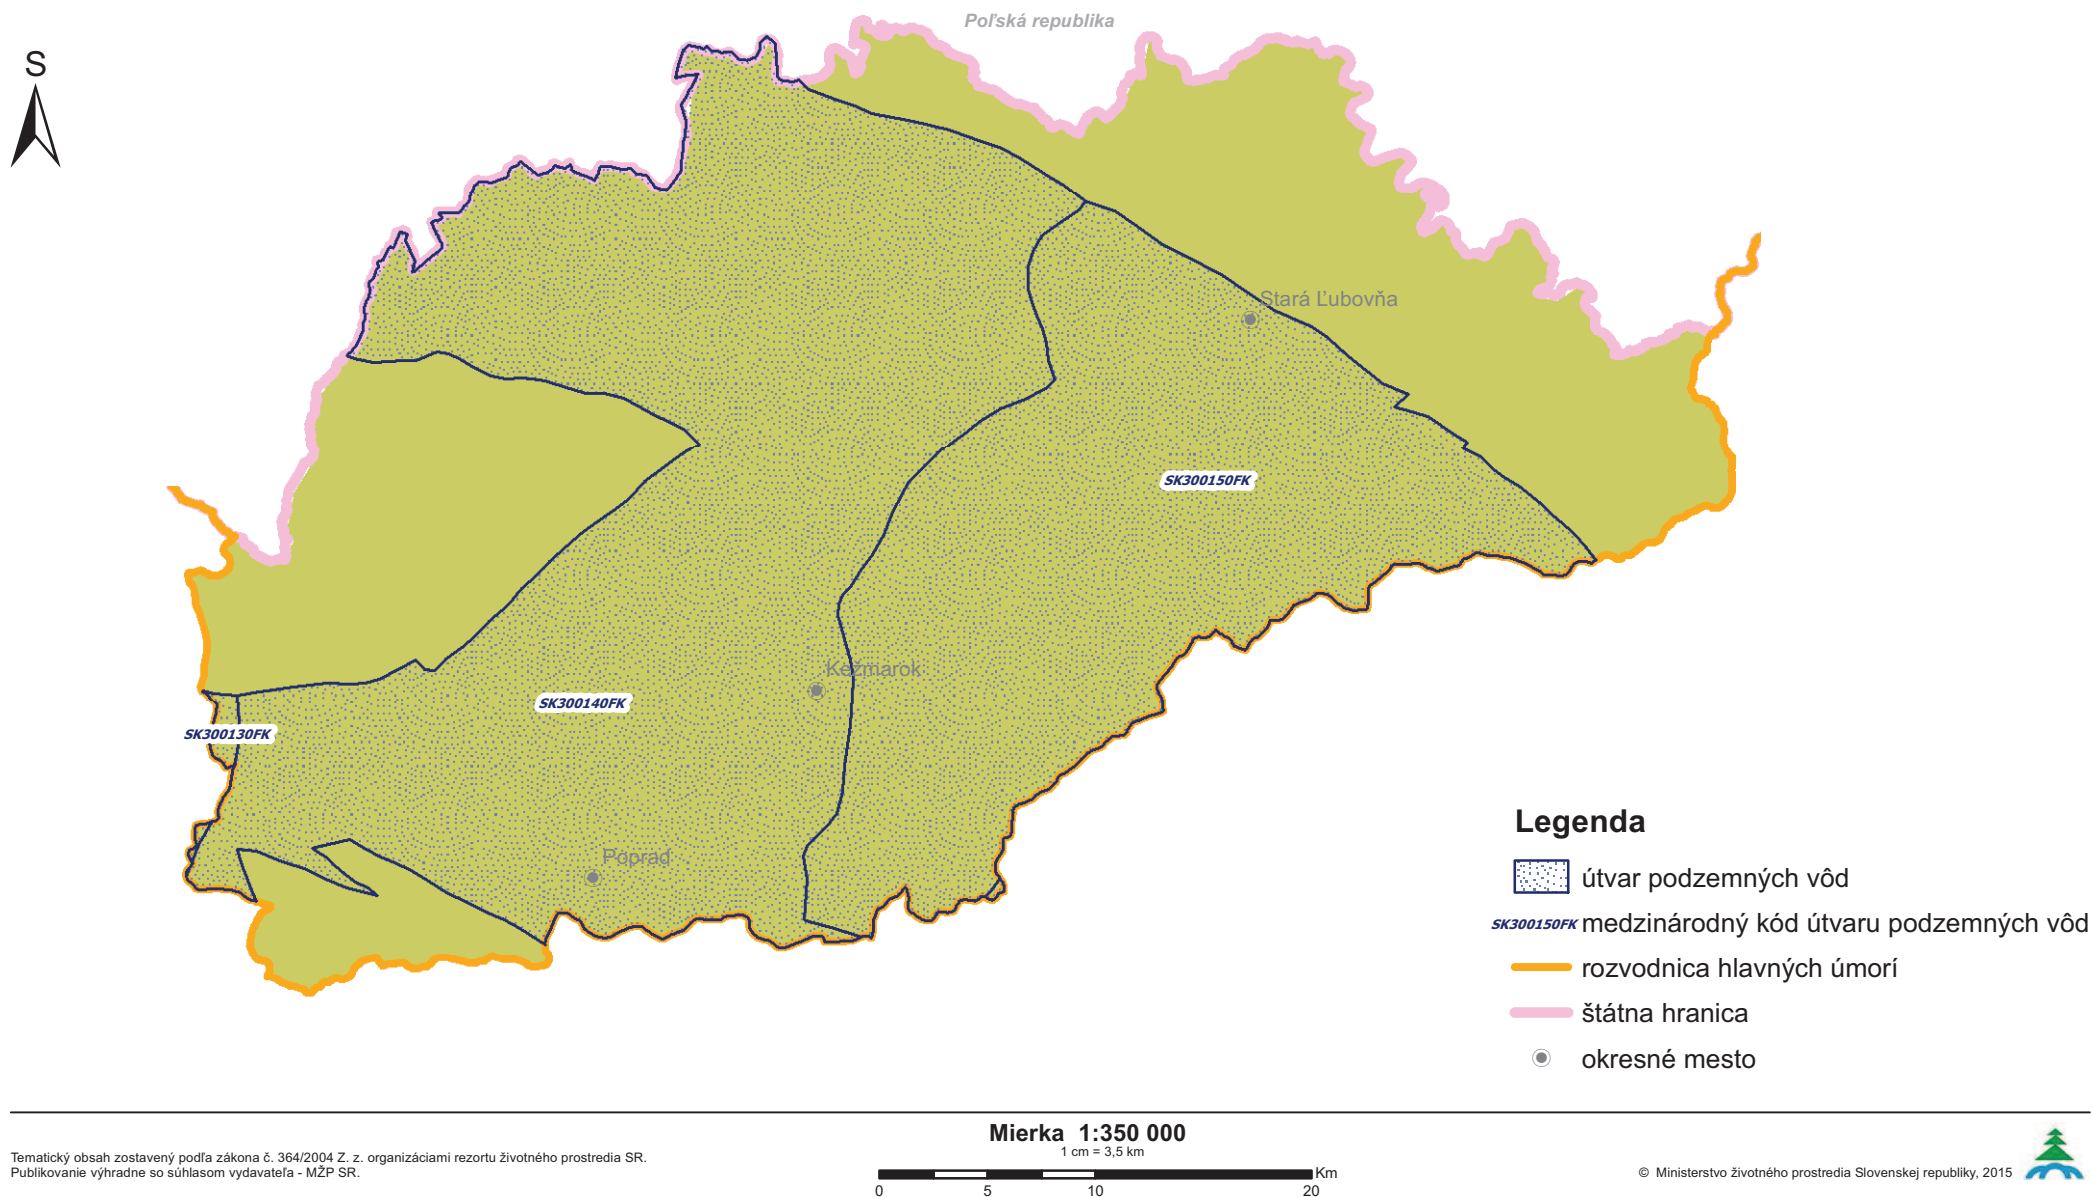 Poľská republika
S
Stará Ľubovňa
SK300150FK
Kežmarok
SK300140FK
SK300130FK
Poprad
Legenda
útvar podzemných vôd
SK300150FK medzinárodný kód útvaru podzemných vôd
rozvodnica hlavných úmorí
štátna hranica
okresné mesto
Mierka 1:350 000
1 cm = 3,5 km
Km
0 5 10 20
Tematický obsah zostavený podľa zákona č. 364/2004 Z. z. organizáciami rezortu životného prostredia SR.
Publikovanie výhradne so súhlasom vydavateľa - MŽP SR.
© Ministerstvo životného prostredia Slovenskej republiky, 2015